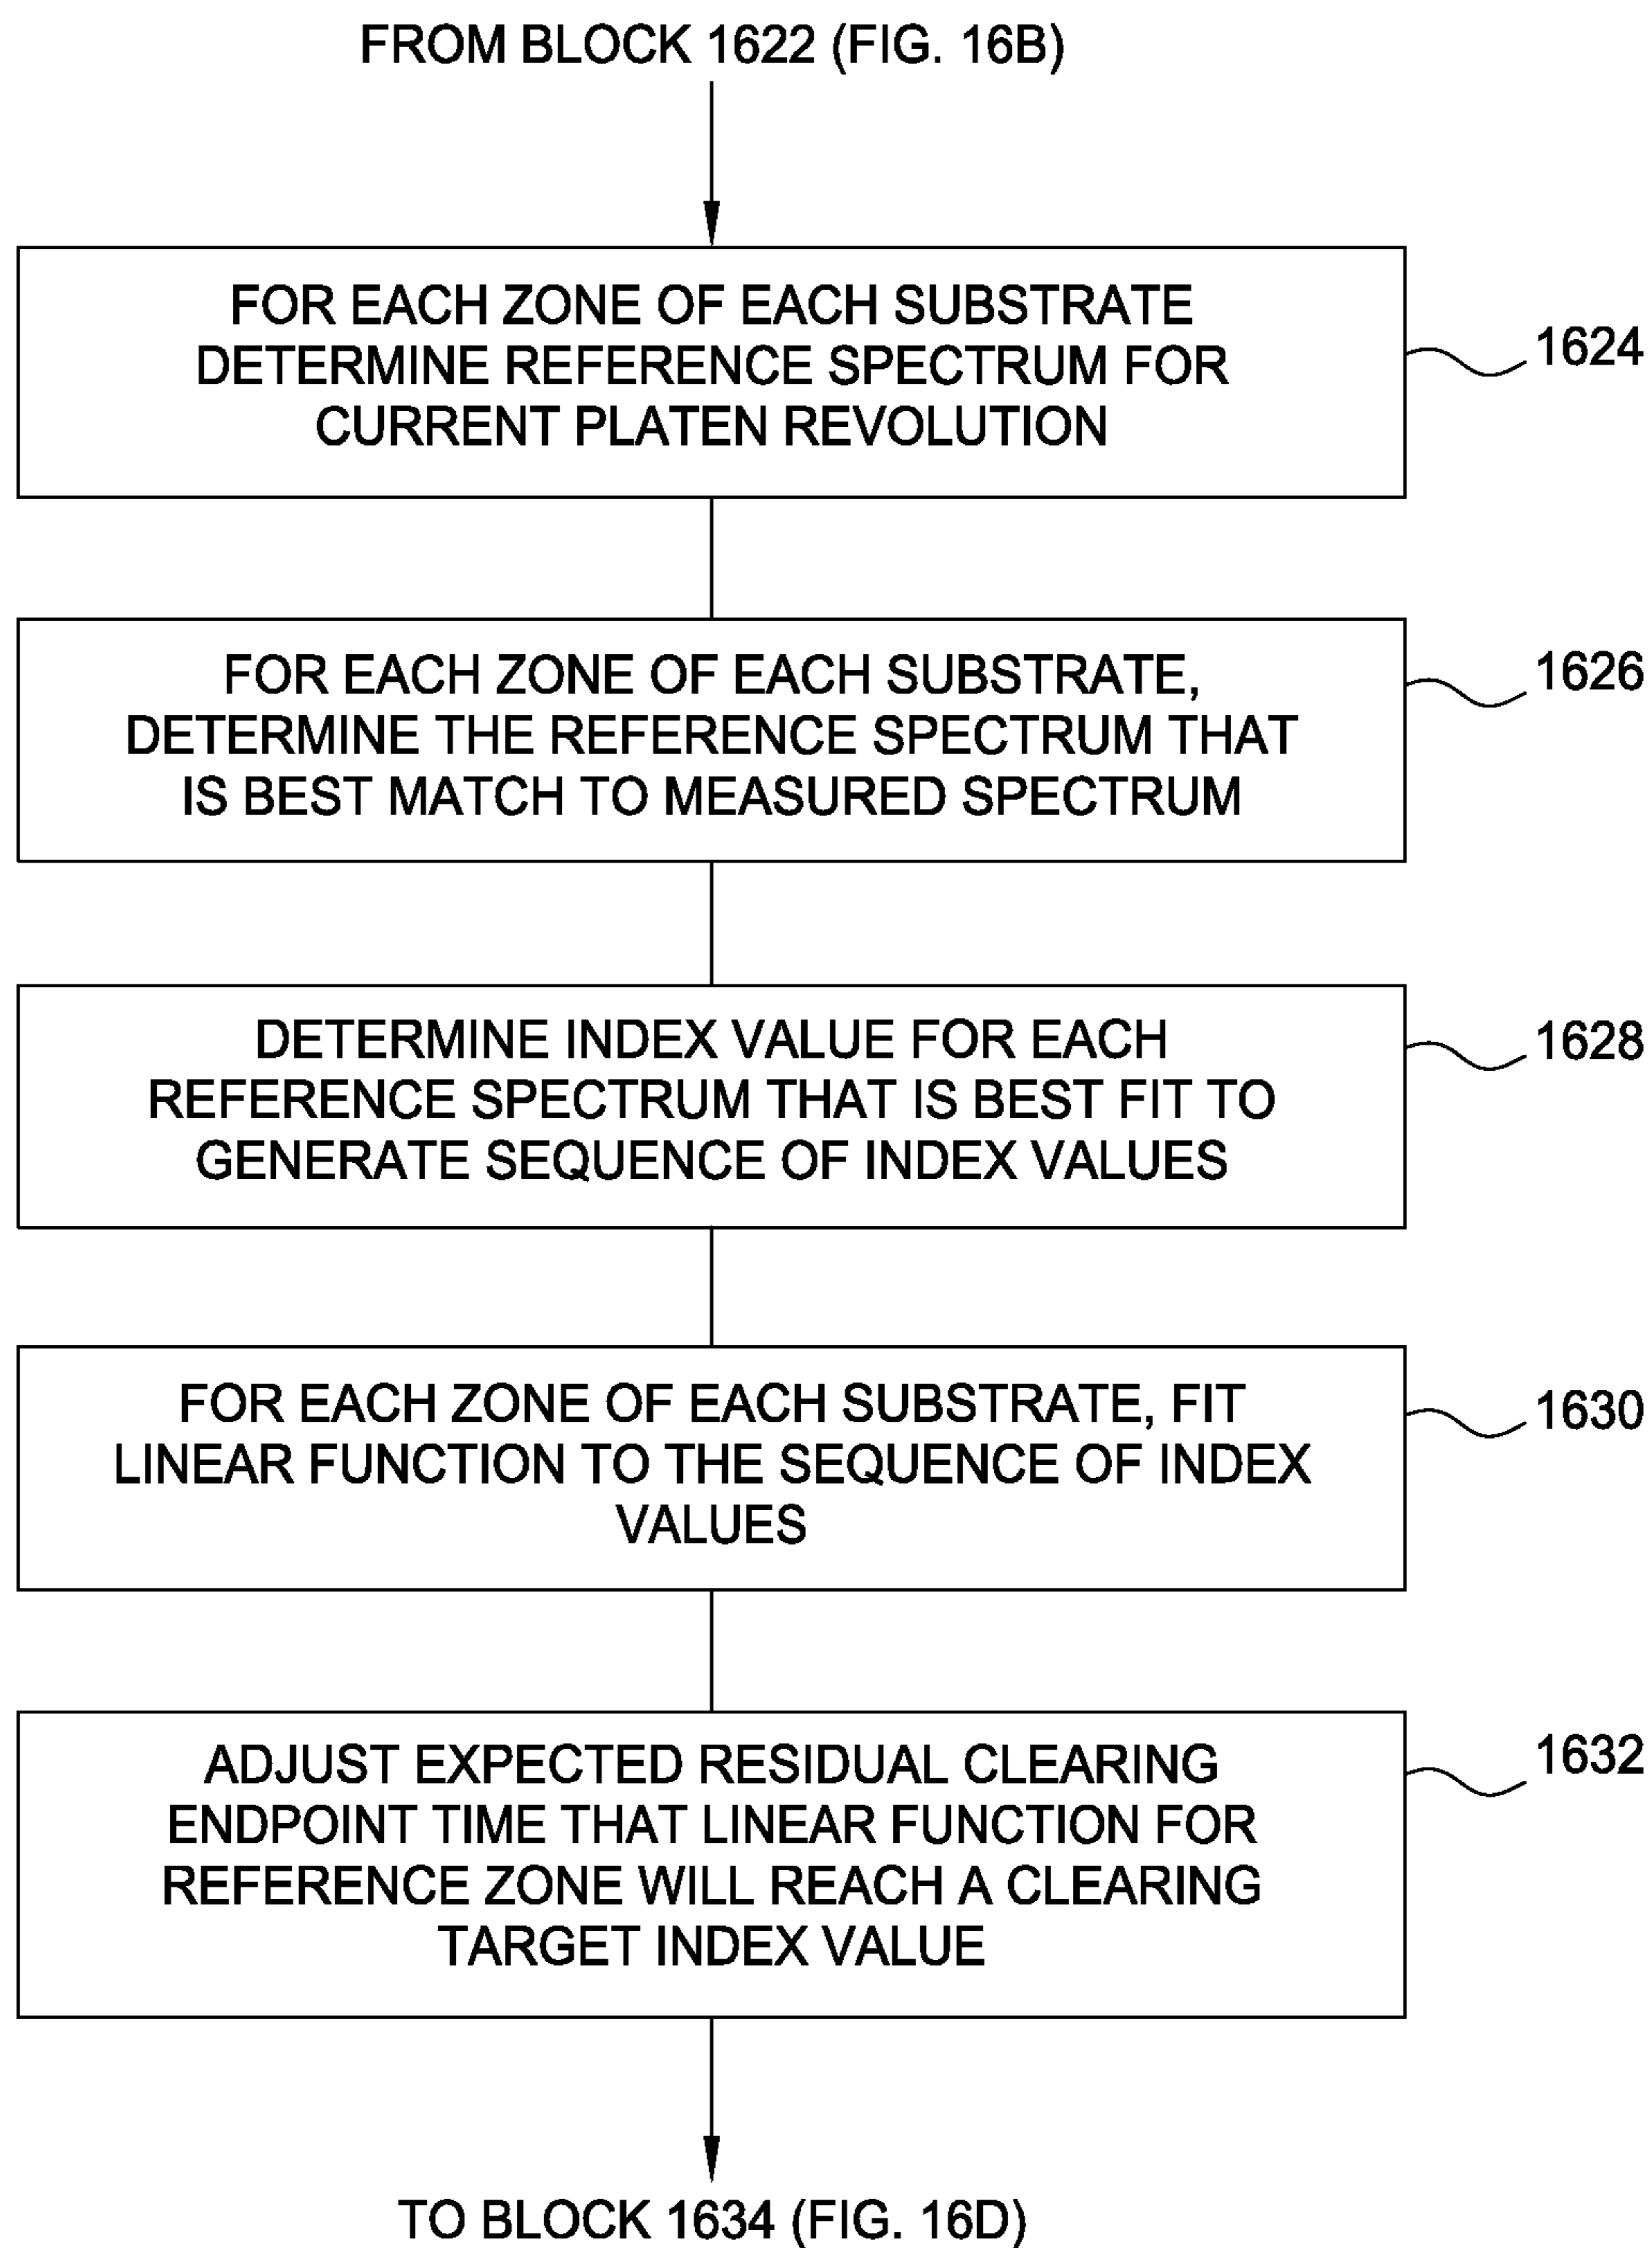 FROM BLOCK 1622 (FIG. 16B)
FOR EACH ZONE OF EACH SUBSTRATE
DETERMINE REFERENCE SPECTRUM FOR
CURRENT PLATEN REVOLUTION
1624
FOR EACH ZONE OF EACH SUBSTRATE,
DETERMINE THE REFERENCE SPECTRUM THAT
IS BEST MATCH TO MEASURED SPECTRUM
1626
DETERMINE INDEX VALUE FOR EACH
REFERENCE SPECTRUM THAT IS BEST FIT TO
GENERATE SEQUENCE OF INDEX VALUES
1628
FOR EACH ZONE OF EACH SUBSTRATE, FIT
LINEAR FUNCTION TO THE SEQUENCE OF INDEX
VALUES
1630
ADJUST EXPECTED RESIDUAL CLEARING
ENDPOINT TIME THAT LINEAR FUNCTION FOR
REFERENCE ZONE WILL REACH A CLEARING
TARGET INDEX VALUE
1632
TO BLOCK 1634 (FIG. 16D)